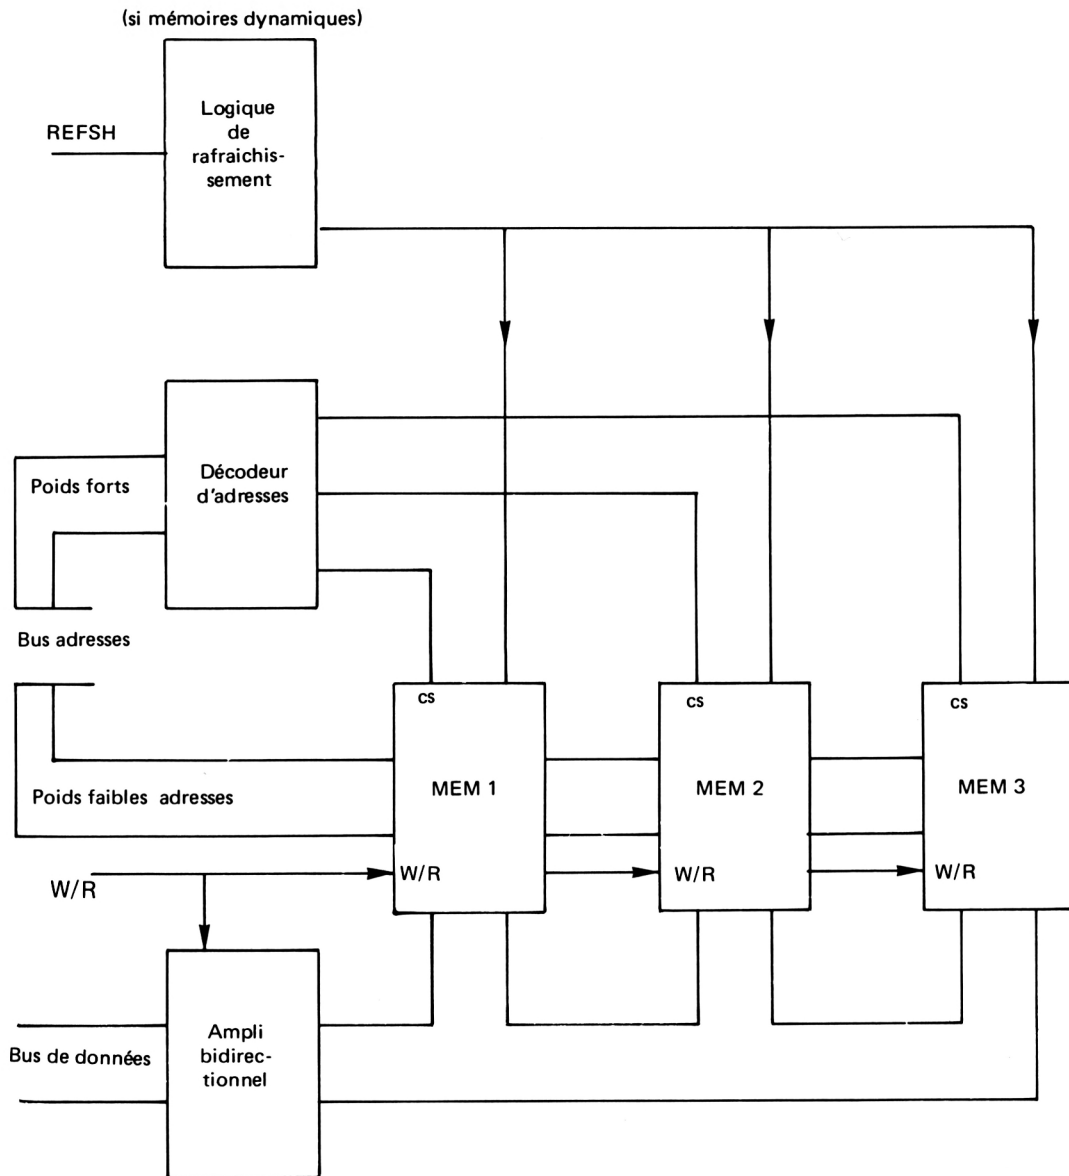 (si mémoires dynamiques)
Logique
de
rafraichis-
sement
REFSH
Décodeur
d'adresses
Poids forts
Bus adresses
CS
CS
CS
MEM 1
MEM 2
MEM 3
Poids faibles adresses
W/R
W/R
W/R
W/R
Ampli
bidirec-
tionnel
Bus de données